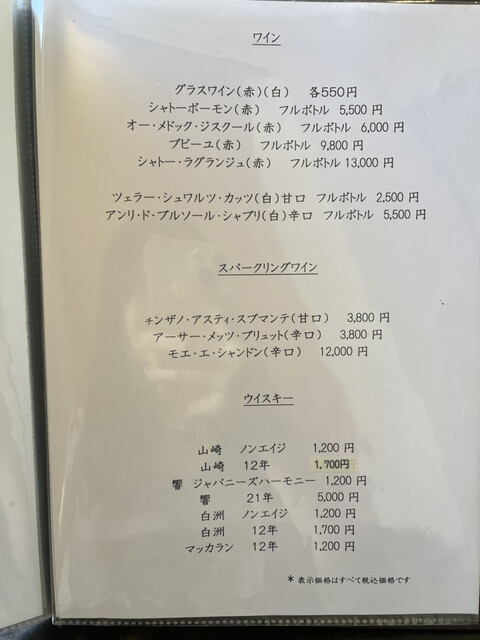 ワイン
グラスワイン(赤)(白) 各550円
シャトーボーモン(赤) フルボトル 5,500 円
オー・メドック・ジスクール(赤) フルボトル 6,000 円
プピーユ(赤) フルボトル 9,800 円
シャトー・ラグランジュ(赤) フルボトル 13,000 円
ツェラー・シュワルツ・カッツ(白)甘口 フルボトル 2,500 円
アンリ・ド・ブルソール・シャブリ(白)辛口 フルボトル 5,500 円
スパークリングワイン
チンザノ・アスティ・スプマンテ(甘口) 3,800 円
アーサー・メッツ・ブリュット(辛口) 3,800 円
モエ・エ・シャンドン(辛口) 12,000 円
ウイスキー
山崎 ノンエイジ 1,200 円
山崎 12年 1,700円
響 ジャパニーズハーモニー 1,200 円
響 21年 5,000 円
白洲 ノンエイジ 1,200 円
白洲 12年 1,700 円
マッカラン 12年 1,200 円
* 表示価格はすべて税込価格です